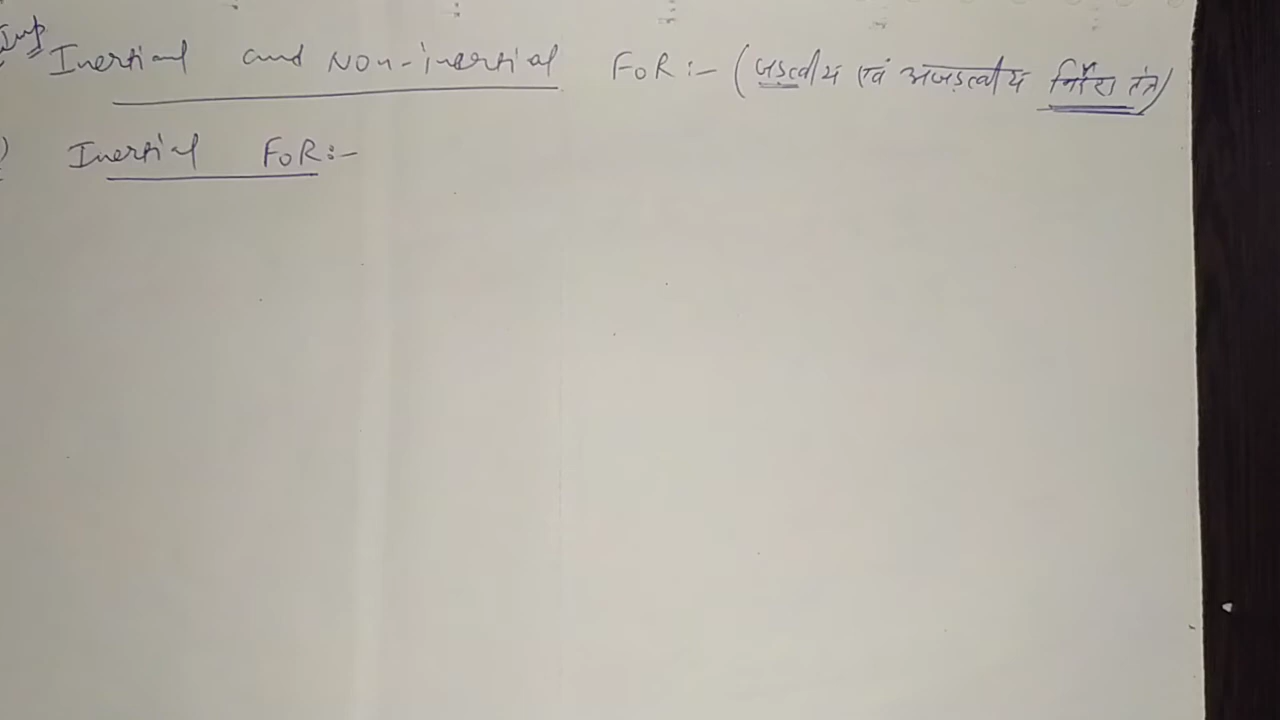 Imp
Inertial and Non-inertial FOR:- (जड़त्वीय एवं अजड़त्वीय निर्देश तंत्र)
) Inertial FOR:-